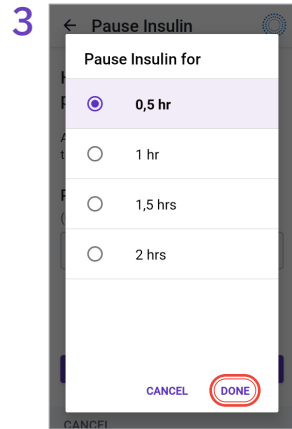 3
Pause Insulin
Pause Insulin for
0,5 hr
1 hr
1,5 hrs
2 hrs
CANCEL DONE
CANCEL